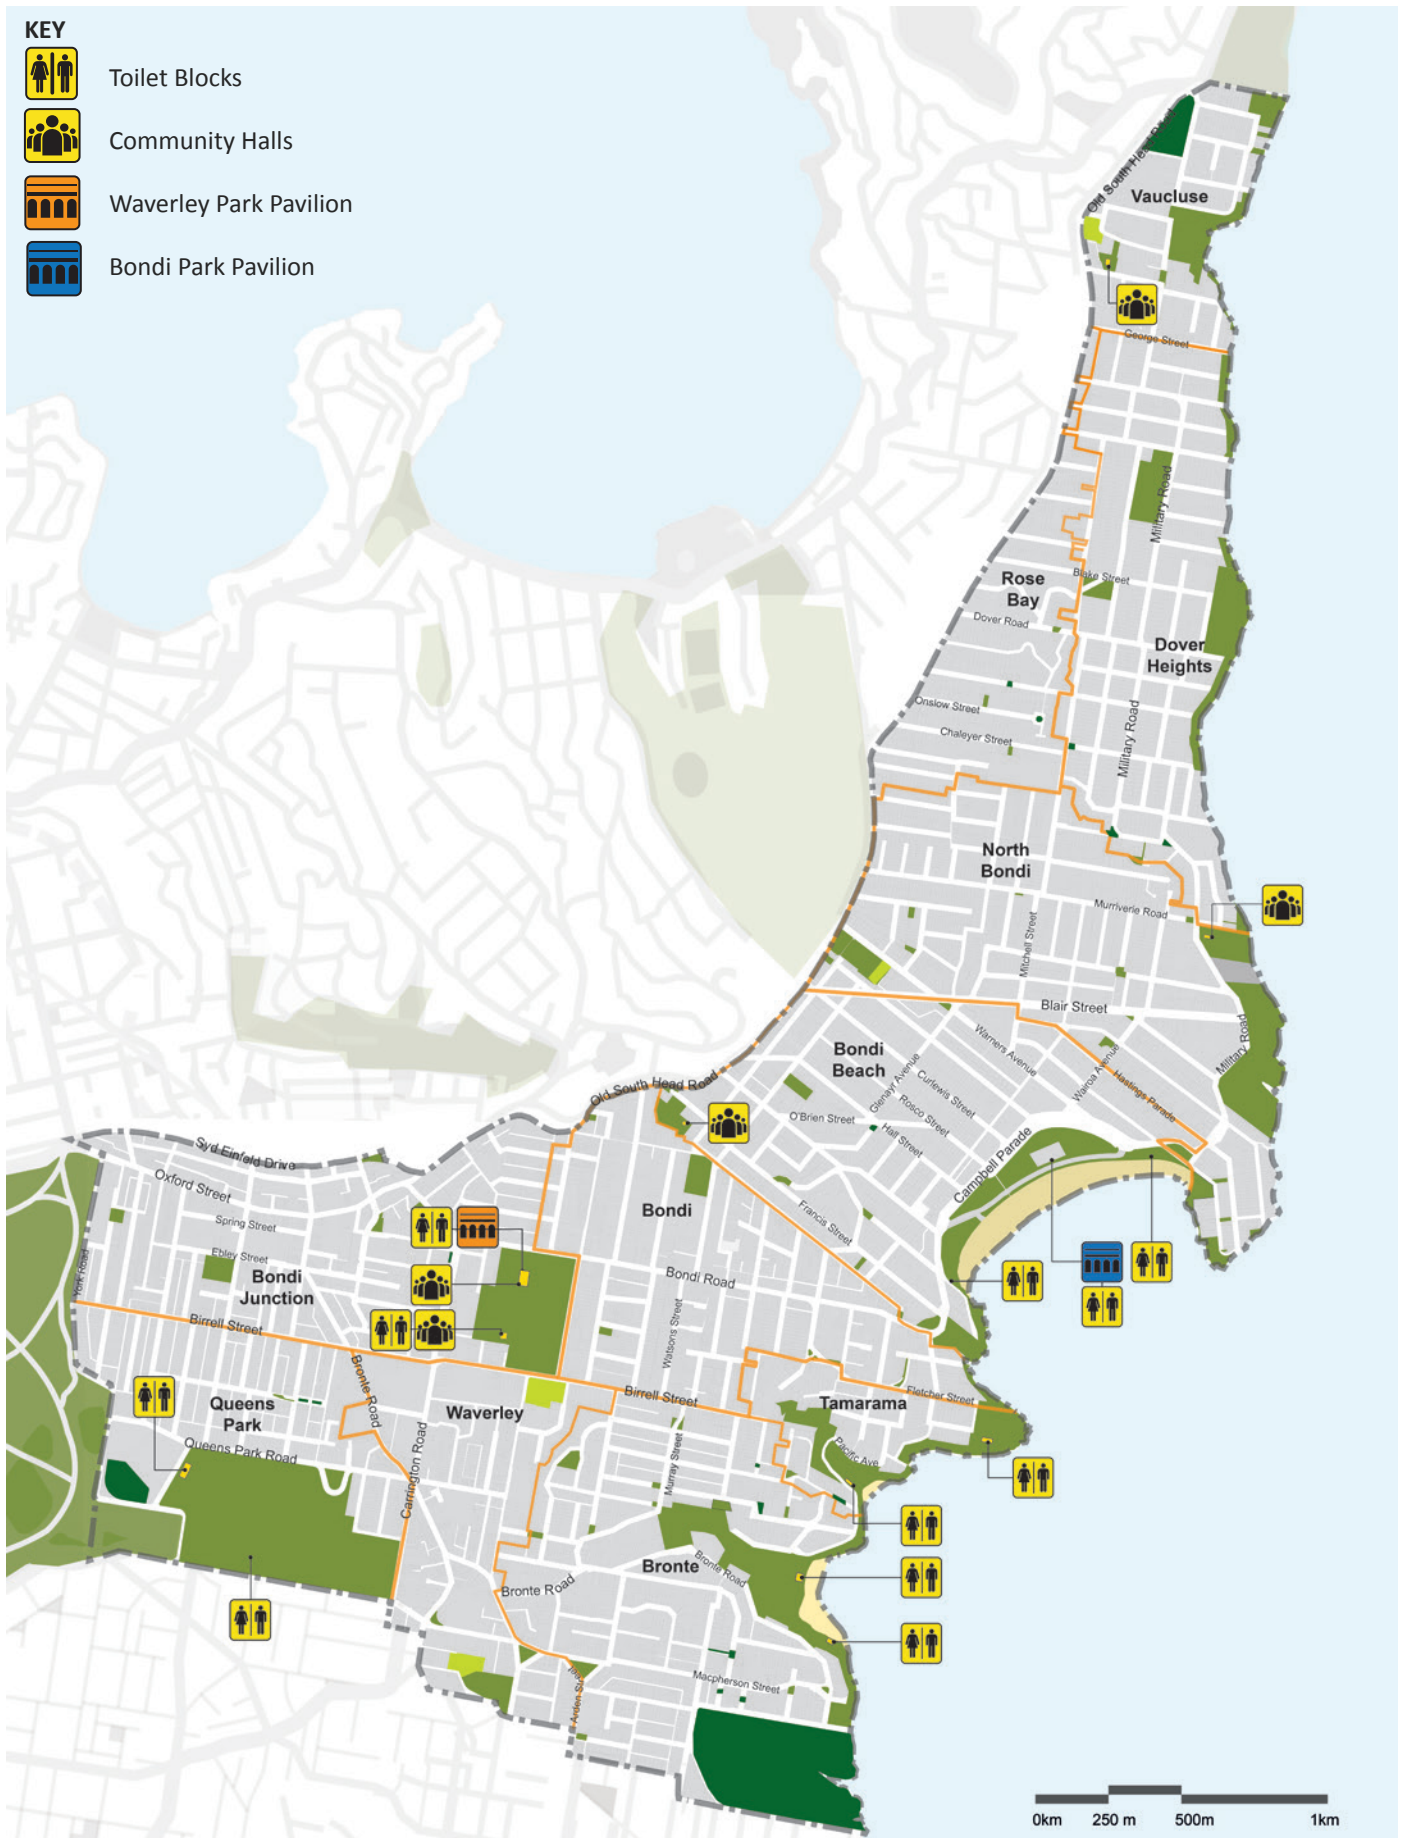 KEY
Toilet Blocks
Community Halls
Waverley Park Pavilion
Bondi Park Pavilion
Old South Head Road
Vaucluse
George Street
Military Road
Rose
Bay
Blake Street
Dover Road
Dover
Heights
Onslow Street
Chaleyer Street
Military Road
North
Bondi
Murriverie Road
Mitchell Street
Blair Street
Military Road
Bondi
Beach
Warners Avenue
Wairoa Avenue
Hastings Parade
Glenayr Avenue
Curlewis Street
Rosco Street
O'Brien Street
Hall Street
Old South Head Road
Campbell Parade
Syd Einfeld Drive
Oxford Street
Spring Street
Ebley Street
York Road
Bondi
Junction
Bondi
Francis Street
Bondi Road
Watsons Street
Birrell Street
Bronte Road
Birrell Street
Fletcher Street
Tamarama
Queens
Park
Waverley
Queens Park Road
Carrington Road
Murray Street
Pacific Ave
Bronte
Bronte Road
Bronte Road
Macpherson Street
Arden Str
0km
250 m
500m
1km